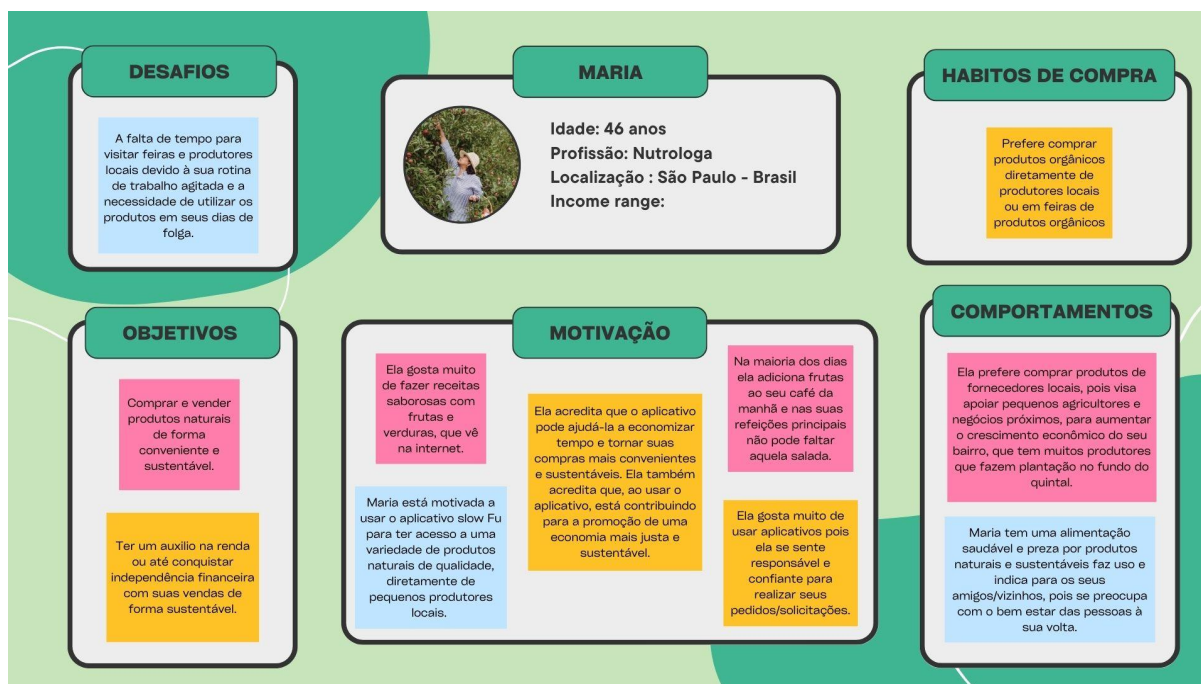 DESAFIOS
A falta de tempo para
visitar feiras e produtores
locais devido à sua rotina
de trabalho agitada e a
necessidade de utilizar os
produtos em seus dias de
folga.
MARIA
Idade: 46 anos
Profissão: Nutrologa
Localização : São Paulo - Brasil
Income range:
HABITOS DE COMPRA
Prefere comprar
produtos orgânicos
diretamente de
produtores locais
ou em feiras de
produtos orgânicos
OBJETIVOS
Comprar e vender
produtos naturais
de forma
conveniente e
sustentável.
Ter um auxilio na renda
ou até conquistar
independência financeira
com suas vendas de
forma sustentável.
MOTIVAÇÃO
Ela gosta muito
de fazer receitas
saborosas com
frutas e
verduras, que vê
na internet.
Maria está motivada a
usar o aplicativo slow Fu
para ter acesso a uma
variedade de produtos
naturais de qualidade,
diretamente de
pequenos produtores
locais.
Ela acredita que o aplicativo
pode ajudá-la a economizar
tempo e tornar suas
compras mais convenientes
e sustentáveis. Ela também
acredita que, ao usar o
aplicativo, está contribuindo
para a promoção de uma
economia mais justa e
sustentável.
Na maioria dos dias
ela adiciona frutas
ao seu café da
manhã e nas suas
refeições principais
não pode faltar
aquela salada.
Ela gosta muito de
usar aplicativos pois
ela se sente
responsável e
confiante para
realizar seus
pedidos/solicitações.
COMPORTAMENTOS
Ela prefere comprar produtos de
fornecedores locais, pois visa
apoiar pequenos agricultores e
negócios próximos, para aumentar
o crescimento econômico do seu
bairro, que tem muitos produtores
que fazem plantação no fundo do
quintal.
Maria tem uma alimentação
saudável e preza por produtos
naturais e sustentáveis faz uso e
indica para os seus
amigos/vizinhos, pois se preocupa
com o bem estar das pessoas à
sua volta.